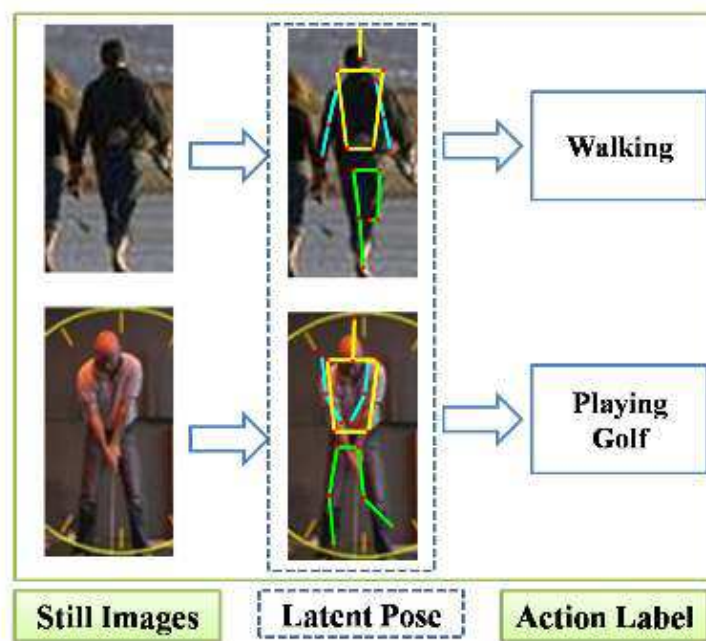 Walking
Playing
Golf
Still Images
Latent Pose
Action Label